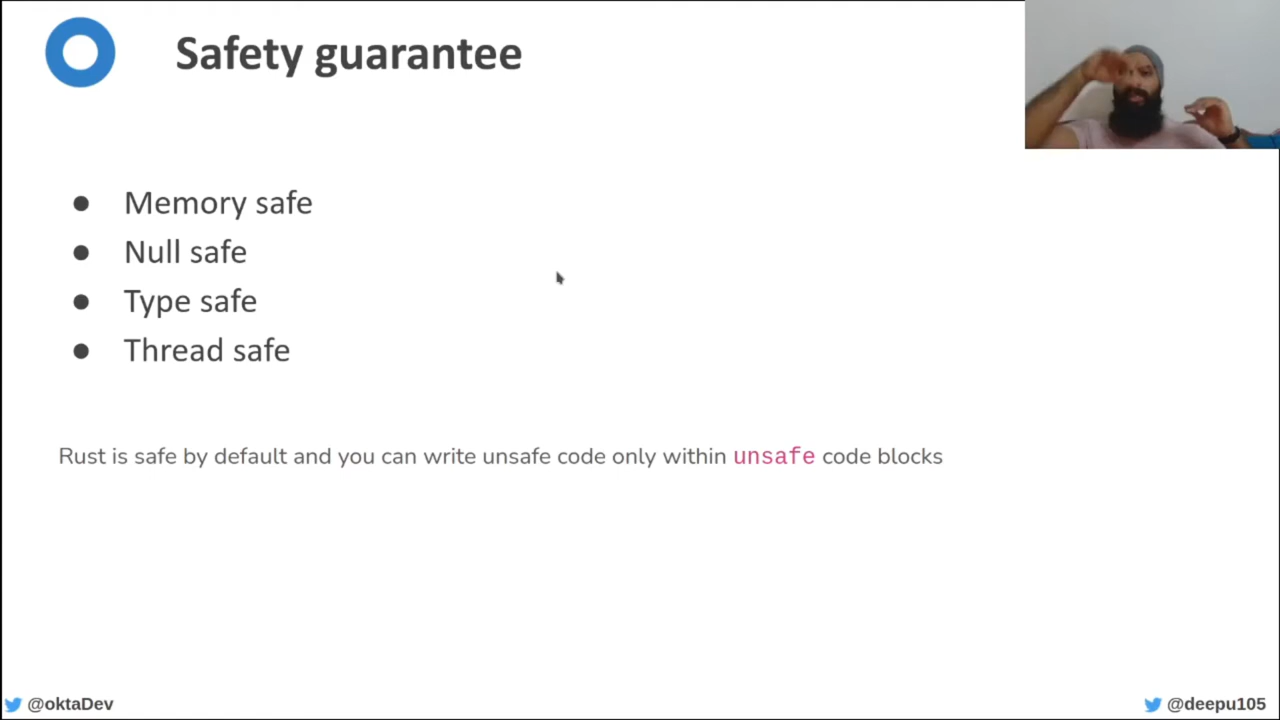 Safety guarantee
● Memory safe
● Null safe
● Type safe
● Thread safe
Rust is safe by default and you can write unsafe code only within unsafe code blocks
@oktaDev
@deepu105